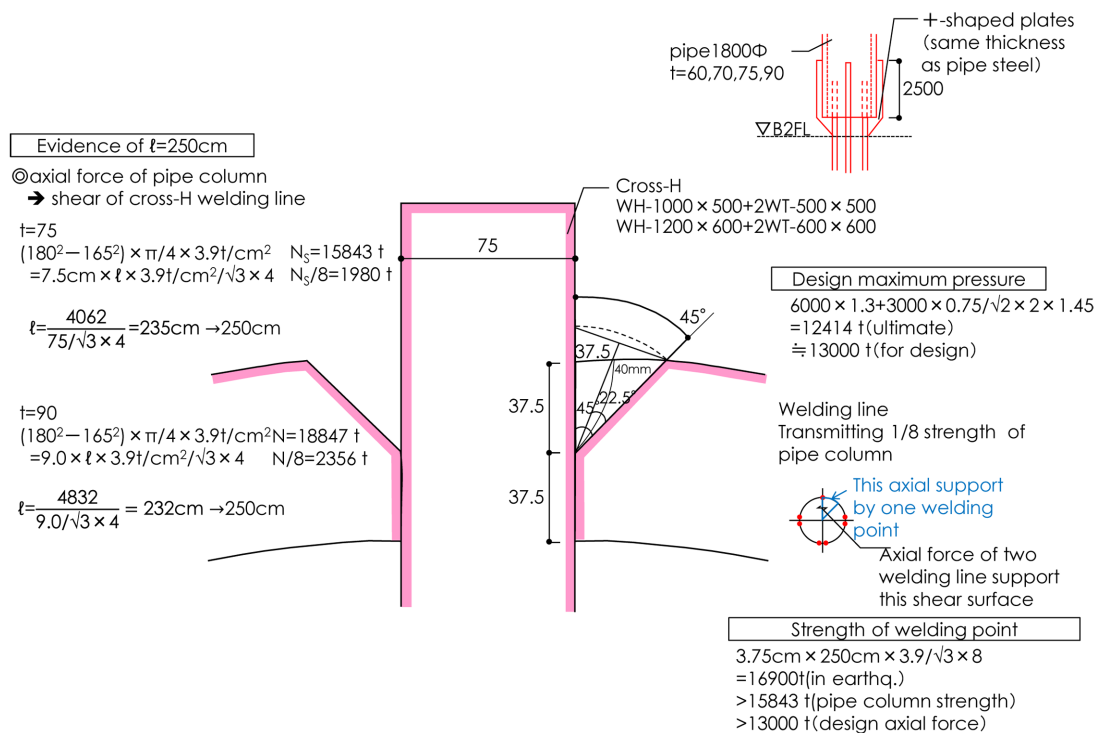 +-shaped plates
(same thickness
as pipe steel)
pipe1800Φ
t=60,70,75,90
2500
▽B2FL
Evidence of ℓ=250cm
◎axial force of pipe column
➔ shear of cross-H welding line
t=75
(180²−165²)×π/4×3.9t/cm² Nₛ=15843 t
=7.5cm×ℓ×3.9t/cm²/√3×4 Nₛ/8=1980 t
ℓ=4062/75/√3×4=235cm →250cm
t=90
(180²−165²)×π/4×3.9t/cm²N=18847 t
=9.0×ℓ×3.9t/cm²/√3×4 N/8=2356 t
ℓ=4832/9.0/√3×4 = 232cm →250cm
Cross-H
WH-1000×500+2WT-500×500
WH-1200×600+2WT-600×600
75
45°
37.5
40mm
45°
22.5°
37.5
37.5
Design maximum pressure
6000×1.3+3000×0.75/√2×2×1.45
=12414 t(ultimate)
≒13000 t(for design)
Welding line
Transmitting 1/8 strength of
pipe column
This axial support
by one welding
point
Axial force of two
welding line support
this shear surface
Strength of welding point
3.75cm×250cm×3.9/√3×8
=16900t(in earthq.)
>15843 t(pipe column strength)
>13000 t(design axial force)